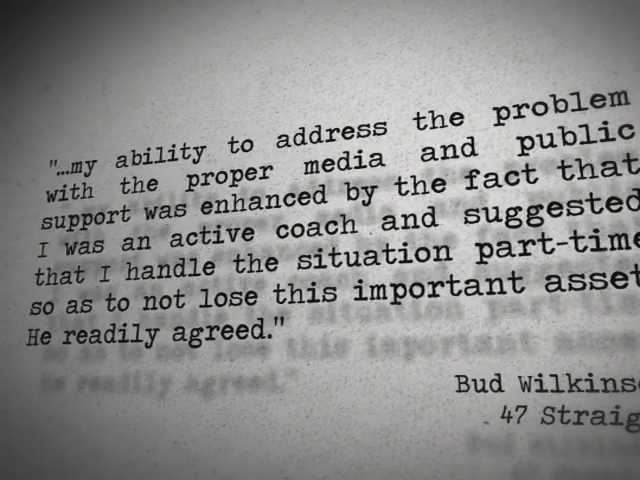 "…my ability to address the problem
with the proper media and public
support was enhanced by the fact that
I was an active coach and suggested
that I handle the situation part-time
so as to not lose this important asset
He readily agreed."
Bud Wilkins
47 Straig